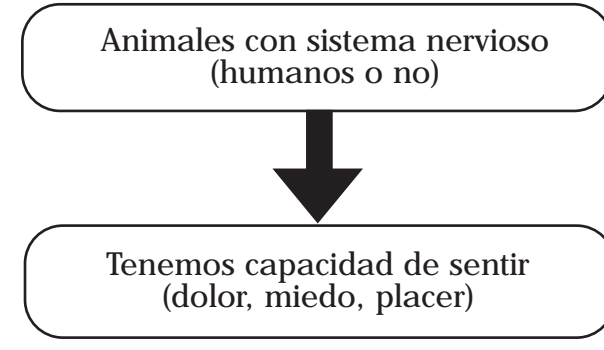 Animales con sistema nervioso
(humanos o no)
Tenemos capacidad de sentir
(dolor, miedo, placer)